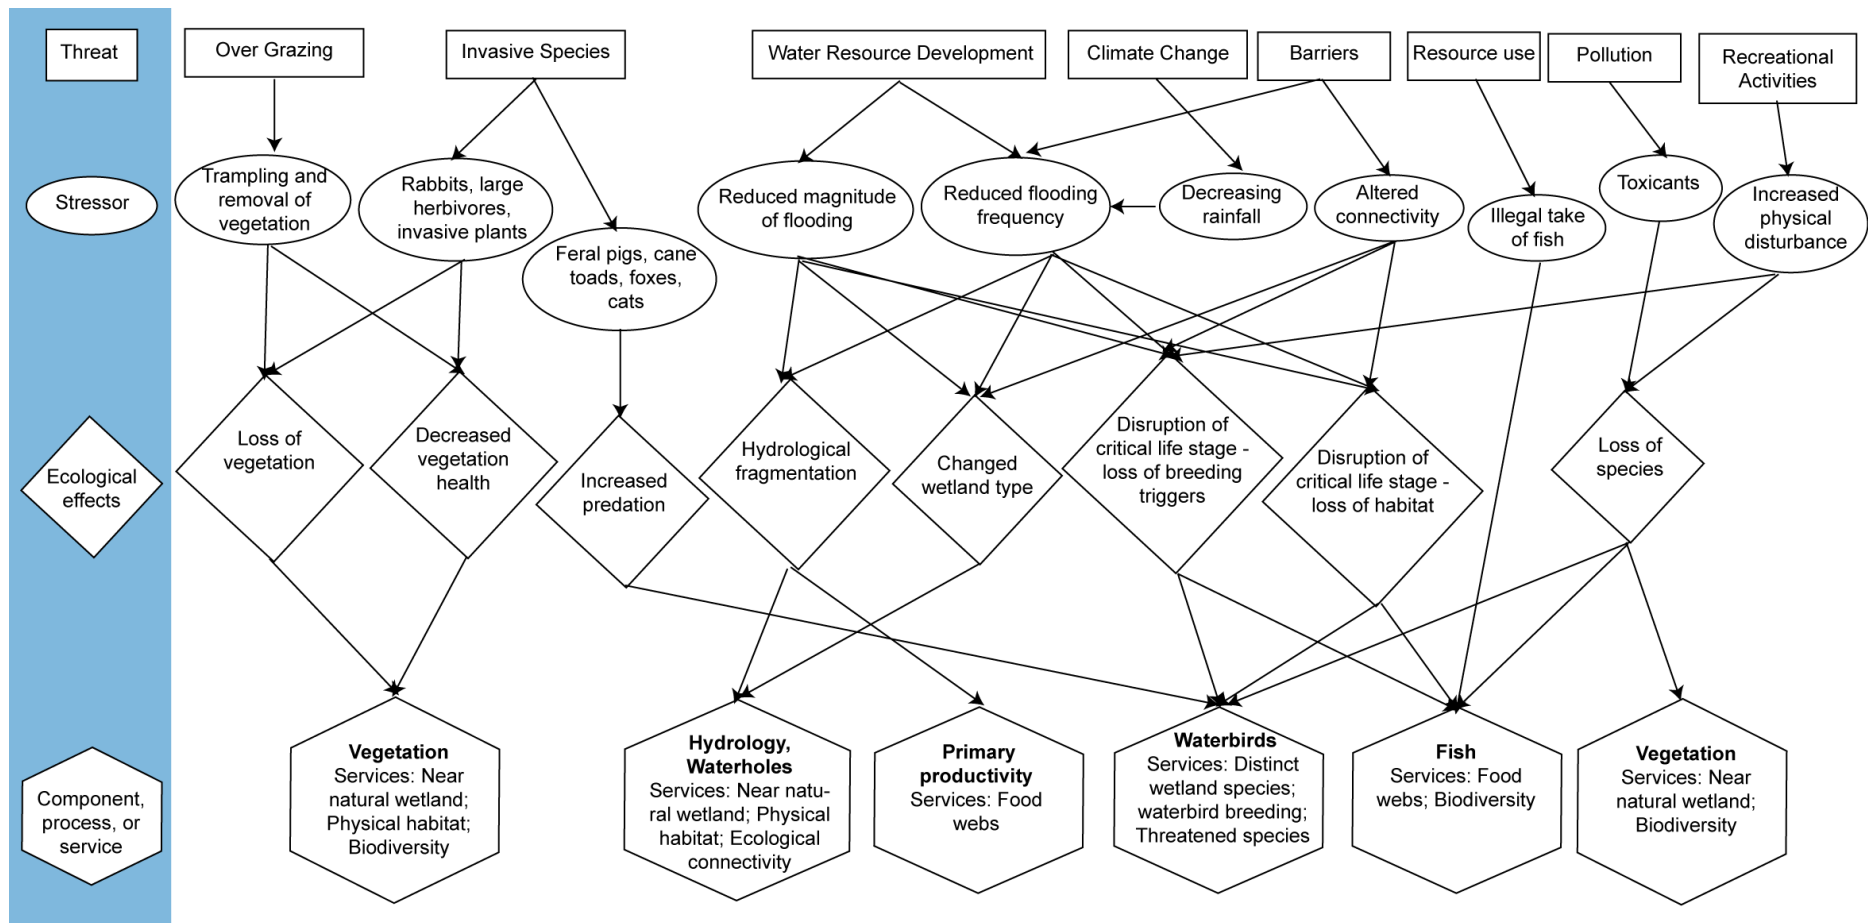 Threat
Over Grazing
Invasive Species
Water Resource Development
Climate Change
Barriers
Resource use
Pollution
Recreational
Activities
Stressor
Trampling and
removal of
vegetation
Rabbits, large
herbivores,
invasive plants
Feral pigs, cane
toads, foxes,
cats
Reduced magnitude
of flooding
Reduced flooding
frequency
Decreasing
rainfall
Altered
connectivity
Illegal take
of fish
Toxicants
Increased
physical
disturbance
Ecological
effects
Loss of
vegetation
Decreased
vegetation
health
Increased
predation
Hydrological
fragmentation
Changed
wetland type
Disruption of
critical life stage -
loss of breeding
triggers
Disruption of
critical life stage -
loss of habitat
Loss of
species
Component,
process, or
service
Vegetation
Services: Near
natural wetland;
Physical habitat;
Biodiversity
Hydrology,
Waterholes
Services: Near natu-
ral wetland; Physical
habitat; Ecological
connectivity
Primary
productivity
Services: Food
webs
Waterbirds
Services: Distinct
wetland species;
waterbird breeding;
Threatened species
Fish
Services: Food
webs; Biodiversity
Vegetation
Services: Near
natural wetland;
Biodiversity